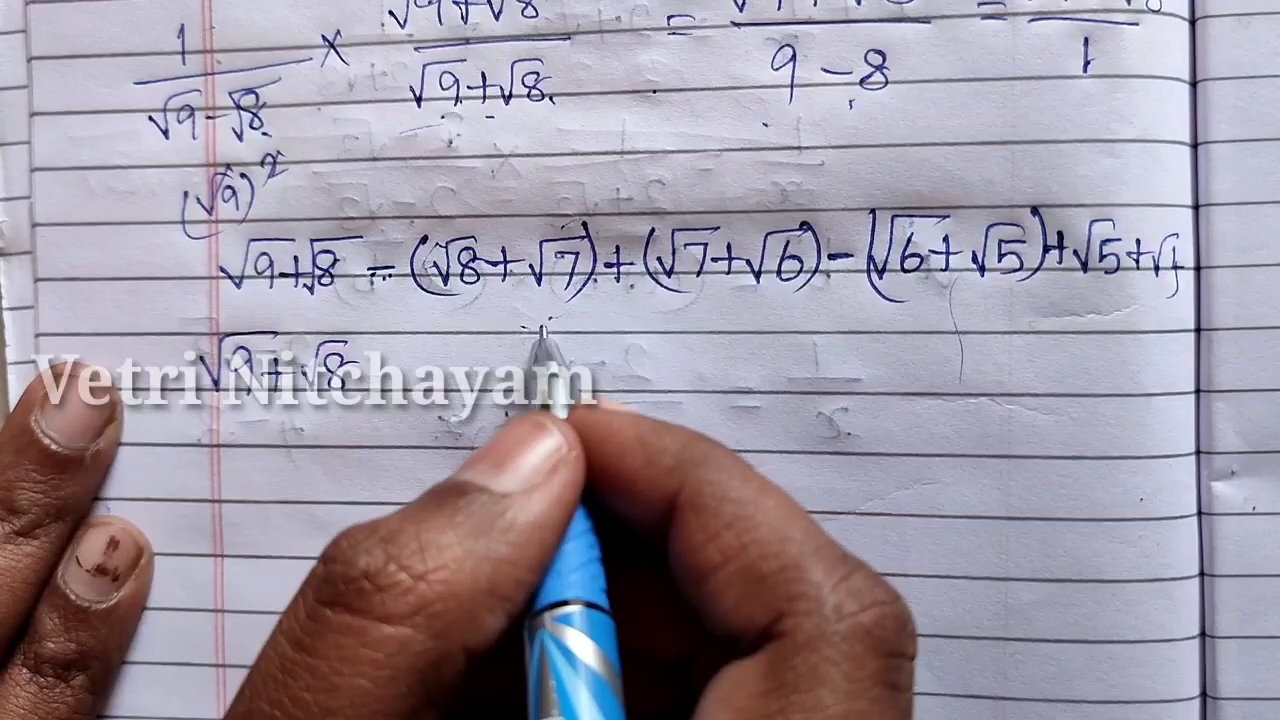 1/(√9-√8) × (√9+√8)/(√9+√8) = /(9-8) = /1
(√9)²
√9+√8 = (√8+√7)+(√7+√6)-(√6+√5)+√5+√
√9+√8
Vetri Nitchayam